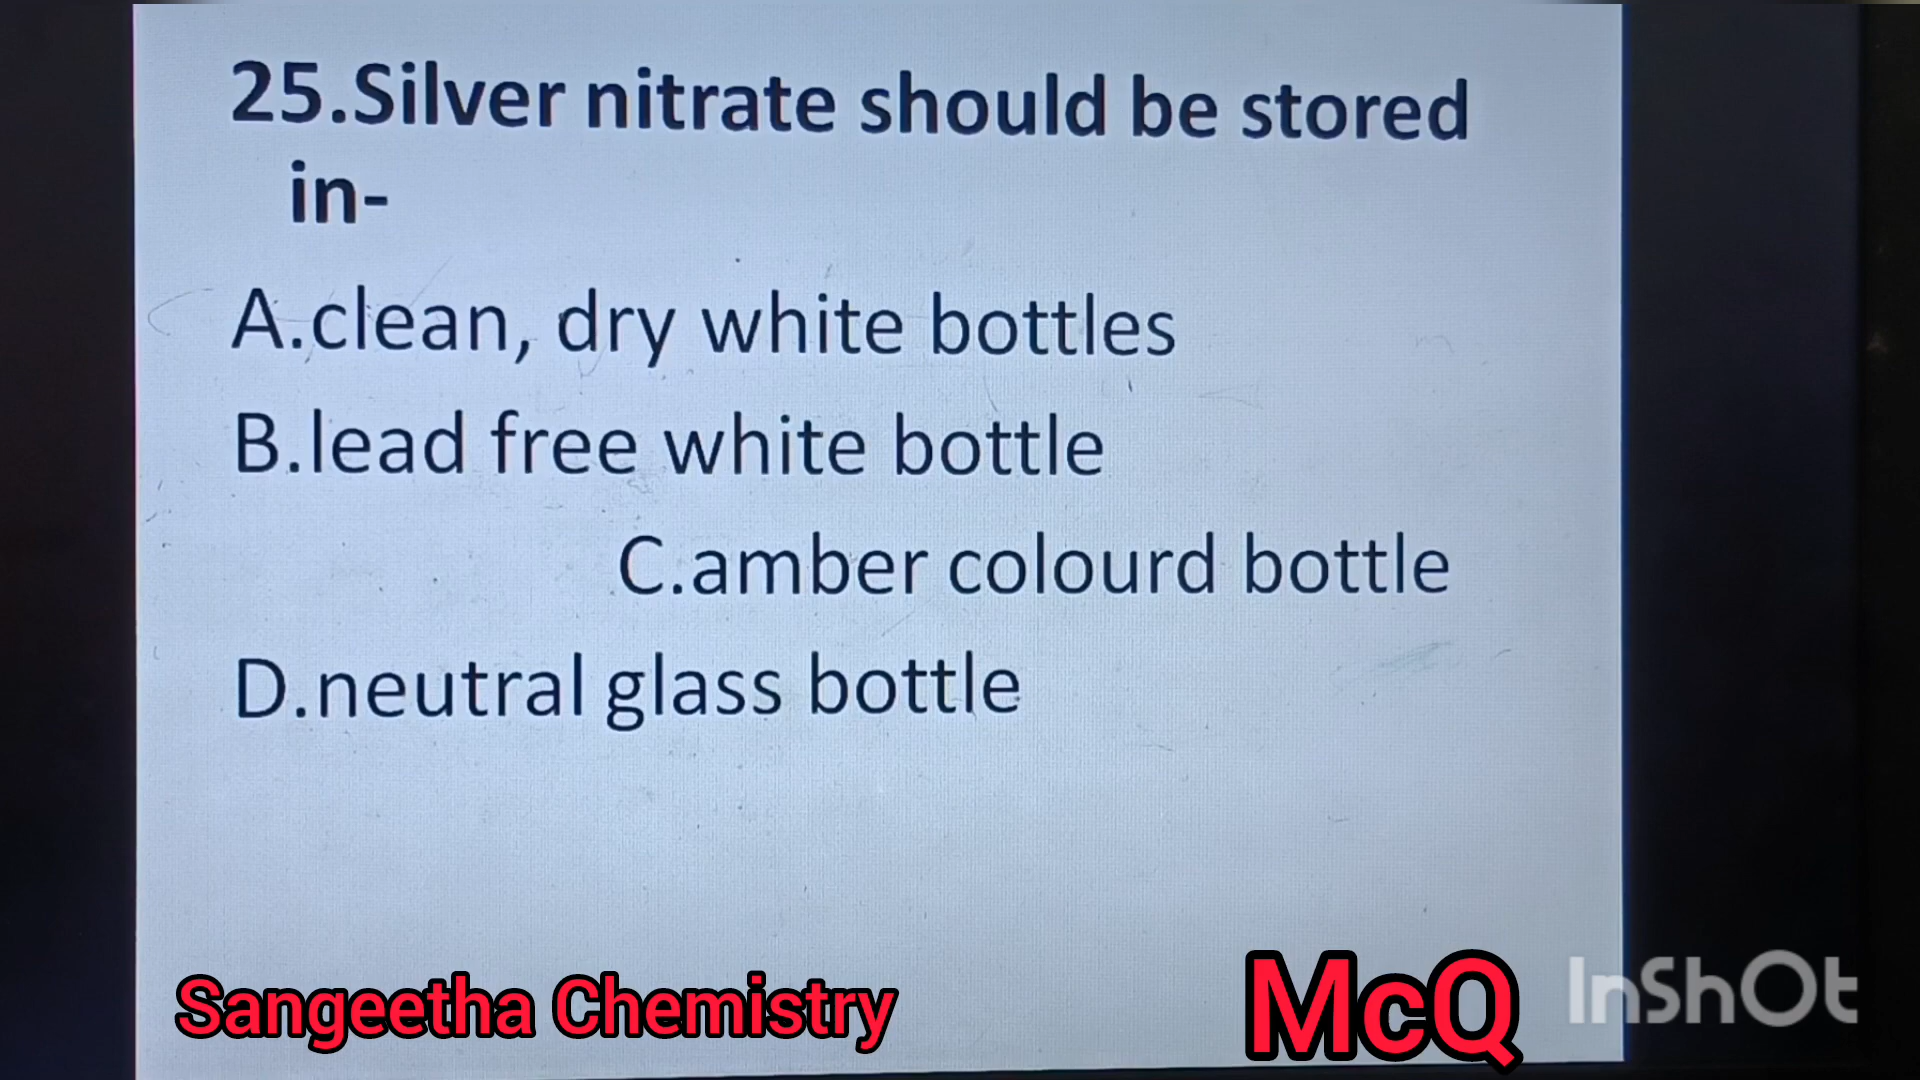 25.Silver nitrate should be stored
in-
A.clean, dry white bottles
B.lead free white bottle
C.amber colourd bottle
D.neutral glass bottle
Sangeetha Chemistry
McQ
InShOt